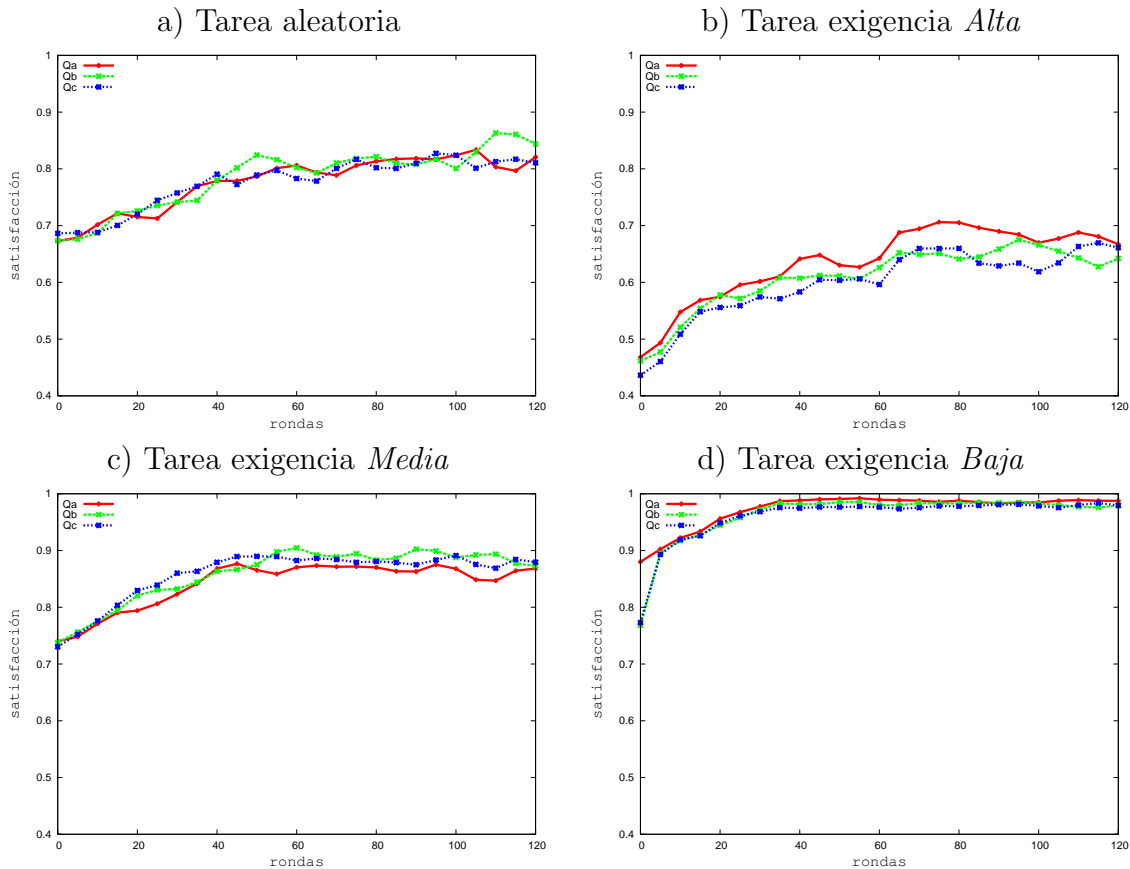 a) Tarea aleatoria
b) Tarea exigencia Alta
1
0.9
0.8
0.7
0.6
0.5
0.4
0 20 40 60 80 100 120
satisfacción
rondas
Qa
Qb
Qc
1
0.9
0.8
0.7
0.6
0.5
0.4
0 20 40 60 80 100 120
satisfacción
rondas
Qa
Qb
Qc
c) Tarea exigencia Media
d) Tarea exigencia Baja
1
0.9
0.8
0.7
0.6
0.5
0.4
0 20 40 60 80 100 120
satisfacción
rondas
Qa
Qb
Qc
1
0.9
0.8
0.7
0.6
0.5
0.4
0 20 40 60 80 100 120
satisfacción
rondas
Qa
Qb
Qc